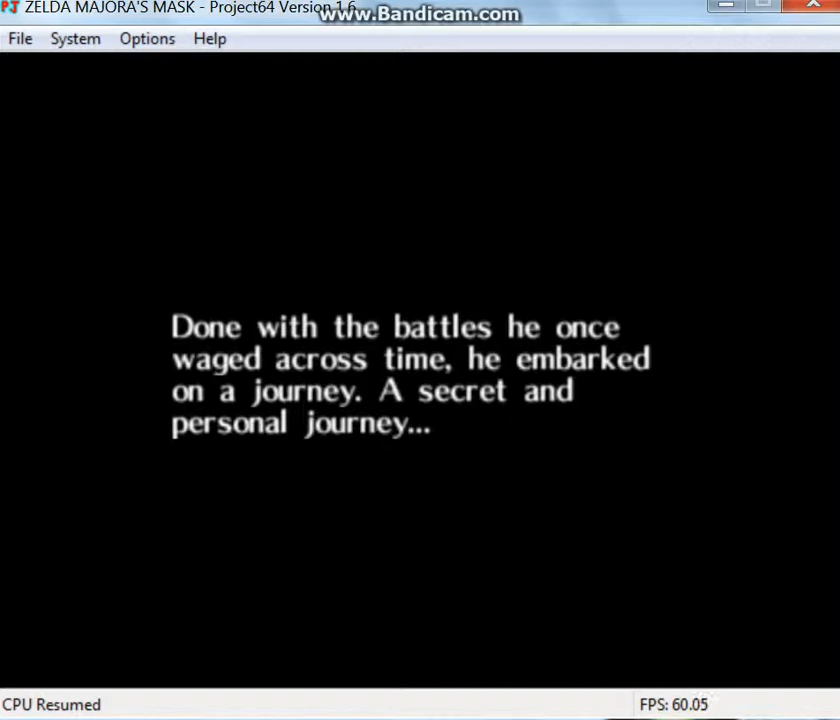 ZELDA MAJORA'S MASK - Project64 Version 1.6
www.Bandicam.com
File System Options Help
Done with the battles he once
waged across time, he embarked
on a journey. A secret and
personal journey...
CPU Resumed FPS: 60.05